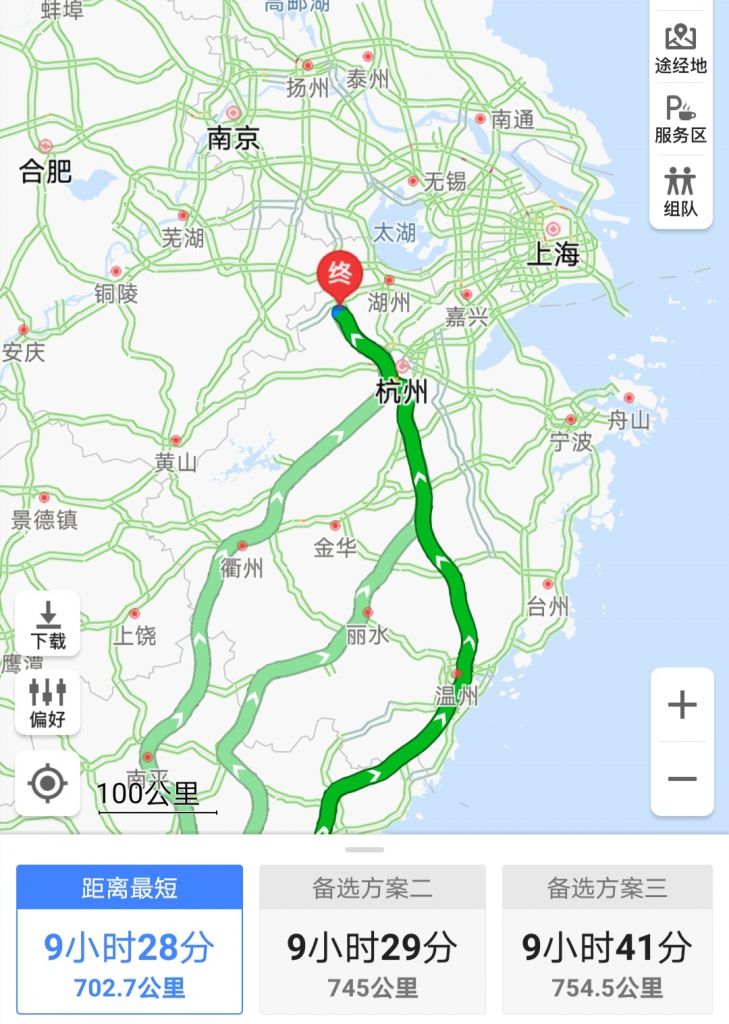 蚌埠
高邮湖
扬州
泰州
南京
南通
合肥
无锡
芜湖
太湖
上海
铜陵
终
湖州
嘉兴
安庆
杭州
舟山
宁波
黄山
景德镇
金华
衢州
台州
上饶
丽水
鹰潭
温州
南平
100公里
途经地
服务区
组队
下载
偏好
距离最短
9小时28分
702.7公里
备选方案二
9小时29分
745公里
备选方案三
9小时41分
754.5公里